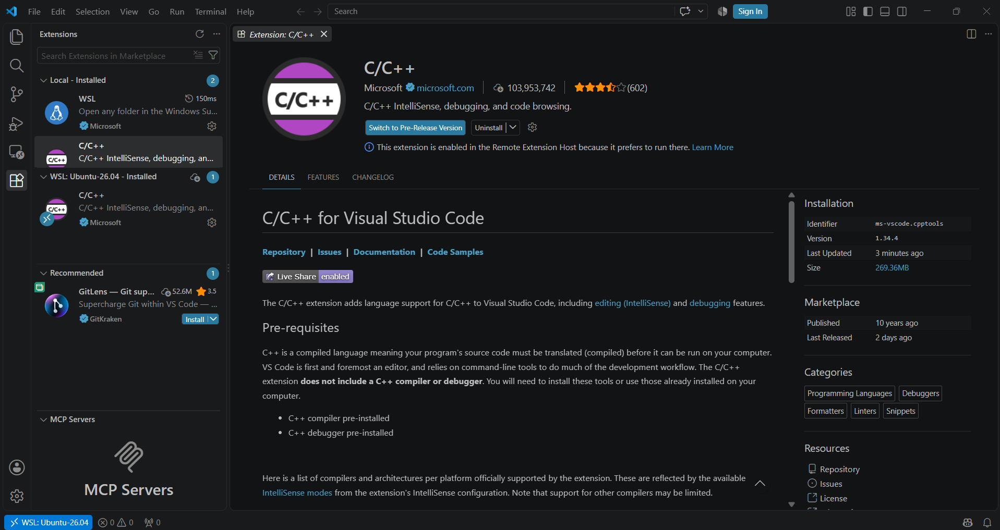 File Edit Selection View Go Run Terminal Help
Search
Sign In
Extensions
Search Extensions in Marketplace
Local - Installed
2
WSL
150ms
Open any folder in the Windows Su...
Microsoft
C/C++
C/C++
C/C++ IntelliSense, debugging, an...
WSL: Ubuntu-26.04 - Installed
1
C/C++
C/C++
C/C++ IntelliSense, debugging, an...
Microsoft
Recommended
1
GitLens — Git sup... 52.6M 3.5
Supercharge Git within VS Code — ...
GitKraken
Install
MCP Servers
MCP Servers
Extension: C/C++
C/C++
C/C++
Microsoft microsoft.com 103,953,742 (602)
C/C++ IntelliSense, debugging, and code browsing.
Switch to Pre-Release Version
Uninstall
This extension is enabled in the Remote Extension Host because it prefers to run there. Learn More
DETAILS FEATURES CHANGELOG
C/C++ for Visual Studio Code
Repository | Issues | Documentation | Code Samples
Live Share enabled
The C/C++ extension adds language support for C/C++ to Visual Studio Code, including editing (IntelliSense) and debugging features.
Pre-requisites
C++ is a compiled language meaning your program's source code must be translated (compiled) before it can be run on your computer.
VS Code is first and foremost an editor, and relies on command-line tools to do much of the development workflow. The C/C++
extension does not include a C++ compiler or debugger. You will need to install these tools or use those already installed on your
computer.
• C++ compiler pre-installed
• C++ debugger pre-installed
Here is a list of compilers and architectures per platform officially supported by the extension. These are reflected by the available
IntelliSense modes from the extension's IntelliSense configuration. Note that support for other compilers may be limited.
Installation
Identifier ms-vscode.cpptools
Version 1.34.4
Last Updated 3 minutes ago
Size 269.36MB
Marketplace
Published 10 years ago
Last Released 2 days ago
Categories
Programming Languages Debuggers
Formatters Linters Snippets
Resources
Repository
Issues
License
WSL: Ubuntu-26.04 0 0 0